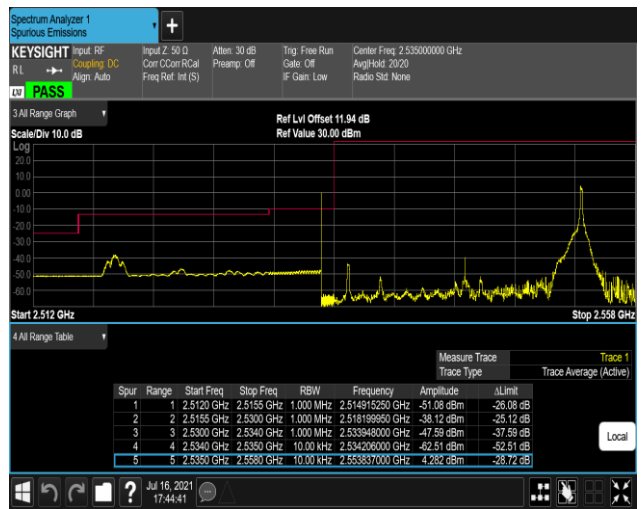 Spectrum Analyzer 1
Spurious Emissions
KEYSIGHT Input: RF Input Z: 50 Ω Atten: 30 dB Trig: Free Run Center Freq: 2.535000000 GHz
RL Coupling: DC Corr CCorr RCal Preamp: Off Gate: Off Avg|Hold: 20/20
Align: Auto Freq Ref: Int (S) IF Gain: Low Radio Std: None
LXI PASS
3 All Range Graph
Ref Lvl Offset 11.94 dB
Scale/Div 10.0 dB Ref Value 30.00 dBm
Log
20.0
10.0
0.00
-10.0
-20.0
-30.0
-40.0
-50.0
-60.0
Start 2.512 GHz Stop 2.558 GHz
4 All Range Table
Measure Trace Trace 1
Trace Type Trace Average (Active)
Spur Range Start Freq Stop Freq RBW Frequency Amplitude ΔLimit
1 1 2.5120 GHz 2.5155 GHz 1.000 MHz 2.514915250 GHz -51.08 dBm -26.08 dB
2 2 2.5155 GHz 2.5300 GHz 1.000 MHz 2.518199950 GHz -38.12 dBm -25.12 dB
3 3 2.5300 GHz 2.5340 GHz 1.000 MHz 2.533948000 GHz -47.59 dBm -37.59 dB
4 4 2.5340 GHz 2.5350 GHz 10.00 kHz 2.534206000 GHz -62.51 dBm -52.51 dB
5 5 2.5350 GHz 2.5580 GHz 10.00 kHz 2.553837000 GHz 4.282 dBm -28.72 dB
Local
? Jul 16, 2021
17:44:41